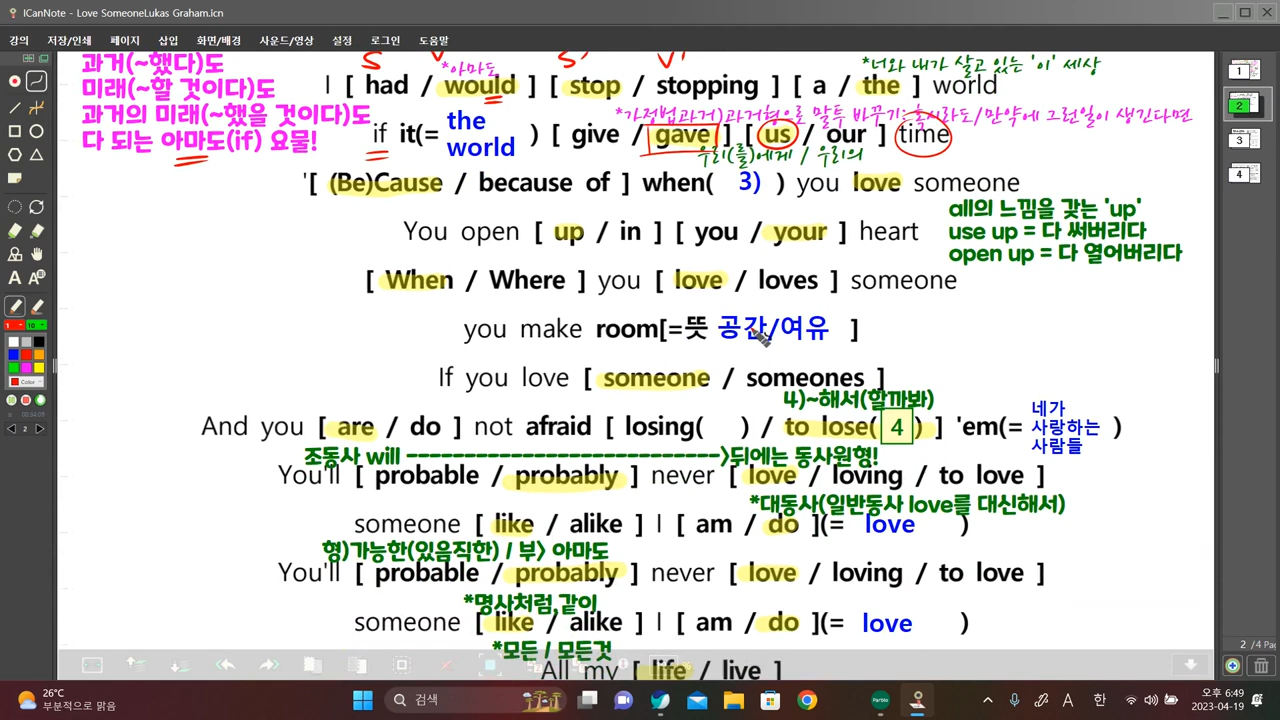 ICanNote - Love SomeoneLukas Graham.icn
강의 저장/인쇄 페이지 삽입 화면/배경 사운드/영상 설정 로그인 도움말
과거(~했다)도
미래(~할 것이다)도
과거의 미래(~했을 것이다)도
다 되는 아마도(if) 요물!
*아마도
*너와 내가 살고 있는 '이' 세상
I [ had / would ] [ stop / stopping ] [ a / the ] world
*가정법과거) 과거형으로 말투 바꾸기: 혹시라도/만약에 그런일이 생긴다면
if it(= the world ) [ give / gave ] [ us / our ] time
우리(를)에게 / 우리의
'[ (Be)Cause / because of ] when( 3) ) you love someone
all의 느낌을 갖는 'up'
use up = 다 써버리다
open up = 다 열어버리다
You open [ up / in ] [ you / your ] heart
[ When / Where ] you [ love / loves ] someone
you make room[=뜻 공간/여유 ]
If you love [ someone / someones ]
4)~해서(할까봐)
And you [ are / do ] not afraid [ losing( ) / to lose( 4 ) ] 'em(= 네가 사랑하는 사람들 )
조동사 will ---------------------------->뒤에는 동사원형!
You'll [ probable / probably ] never [ love / loving / to love ]
*대동사(일반동사 love를 대신해서)
someone [ like / alike ] I [ am / do ](= love )
형)가능한(있음직한) / 부> 아마도
You'll [ probable / probably ] never [ love / loving / to love ]
*명사처럼,같이
someone [ like / alike ] I [ am / do ](= love )
*모든 / 모든것
All my [ life / live ]
1
2
3
4
00:34:09
2
2 /4 Pag
26°C
부분적으로 맑음
검색
한
오후 6:49
2023-04-19